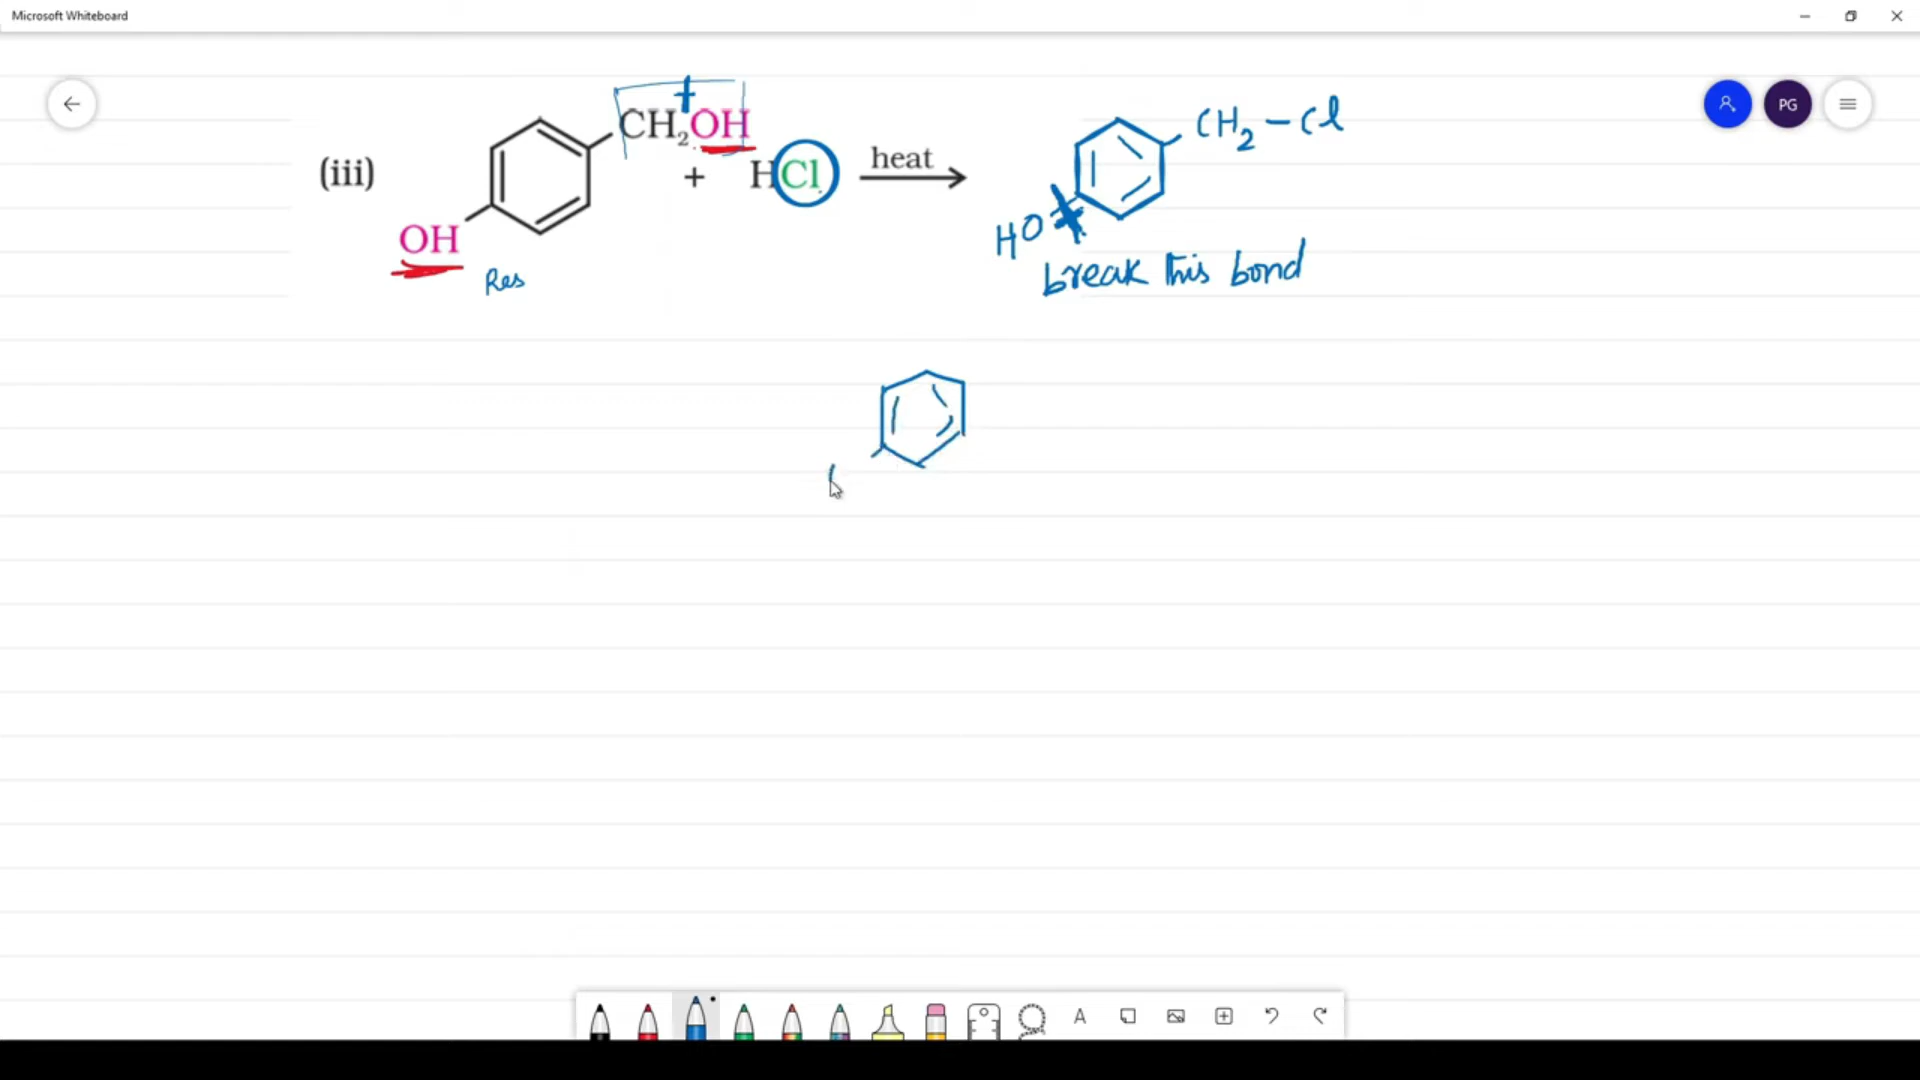 Microsoft Whiteboard
PG
(iii)
CH₂OH
+
HCl
heat
OH
Res
CH₂-Cl
HO
break this bond
A